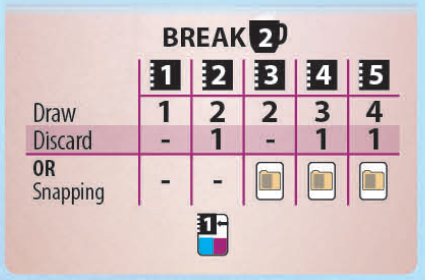 BREAK 2
1 2 3 4 5
Draw 1 2 2 3 4
Discard - 1 - 1 1
OR
Snapping - -
1